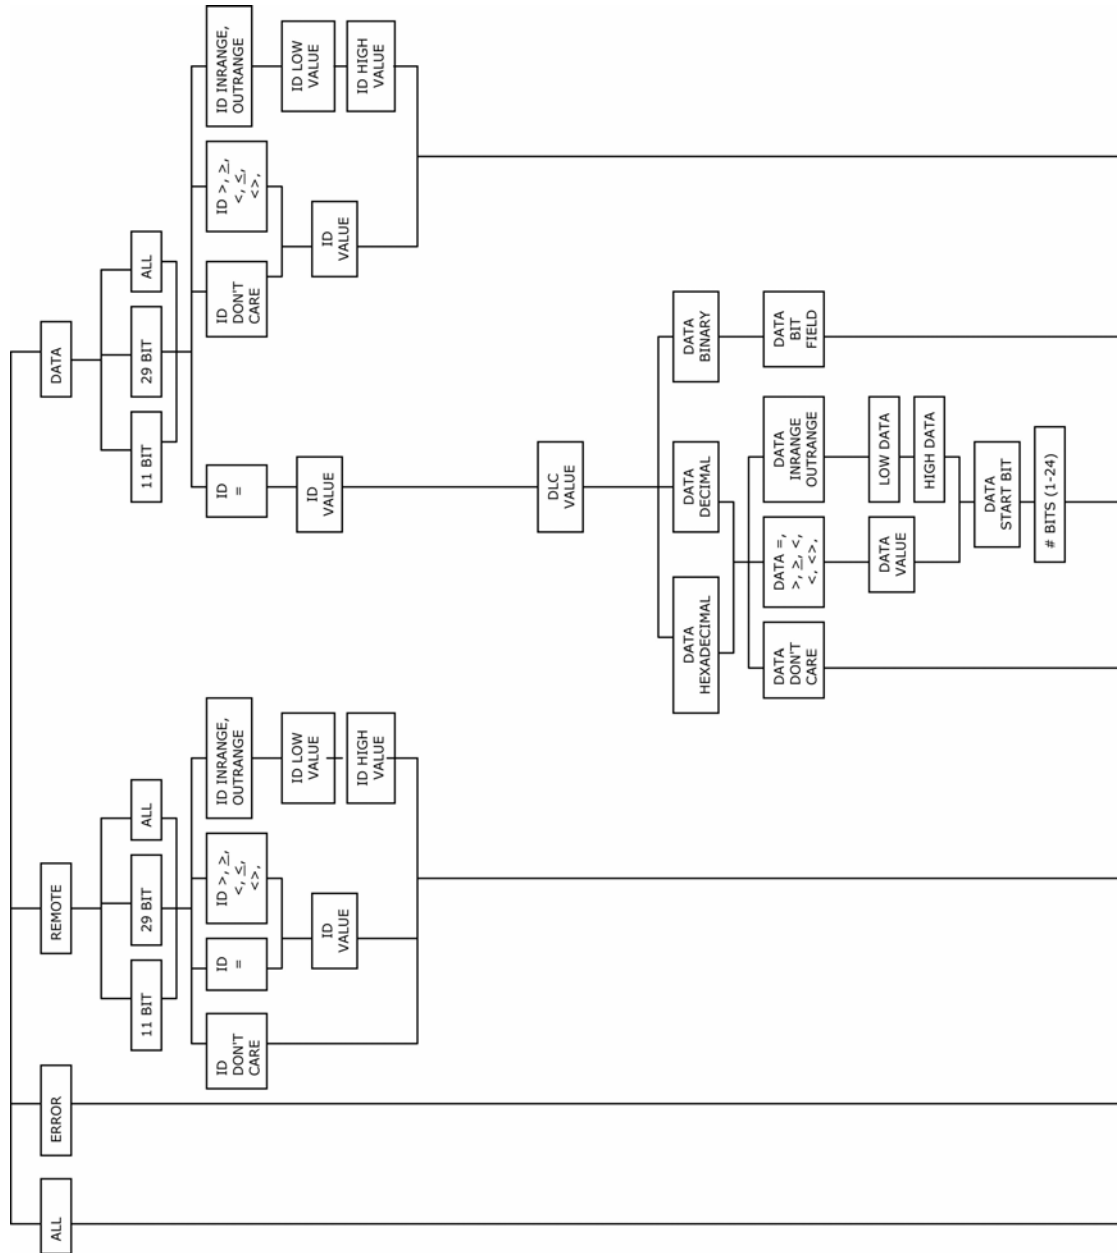 ALL
ERROR
REMOTE
DATA
11 BIT
29 BIT
ALL
11 BIT
29 BIT
ALL
ID
DON'T
CARE
ID
=
ID >, ≥,
<, ≤,
<>,
ID INRANGE,
OUTRANGE
ID
=
ID
DON'T
CARE
ID >, ≥,
<, ≤,
<>,
ID INRANGE,
OUTRANGE
ID
VALUE
ID LOW
VALUE
ID HIGH
VALUE
ID
VALUE
ID
VALUE
ID LOW
VALUE
ID HIGH
VALUE
DLC
VALUE
DATA
HEXADECIMAL
DATA
DECIMAL
DATA
BINARY
DATA
DON'T
CARE
DATA =,
>, ≥, <,
<, <>,
DATA
INRANGE
OUTRANGE
DATA
BIT
FIELD
DATA
VALUE
LOW DATA
HIGH DATA
DATA
START BIT
# BITS (1-24)